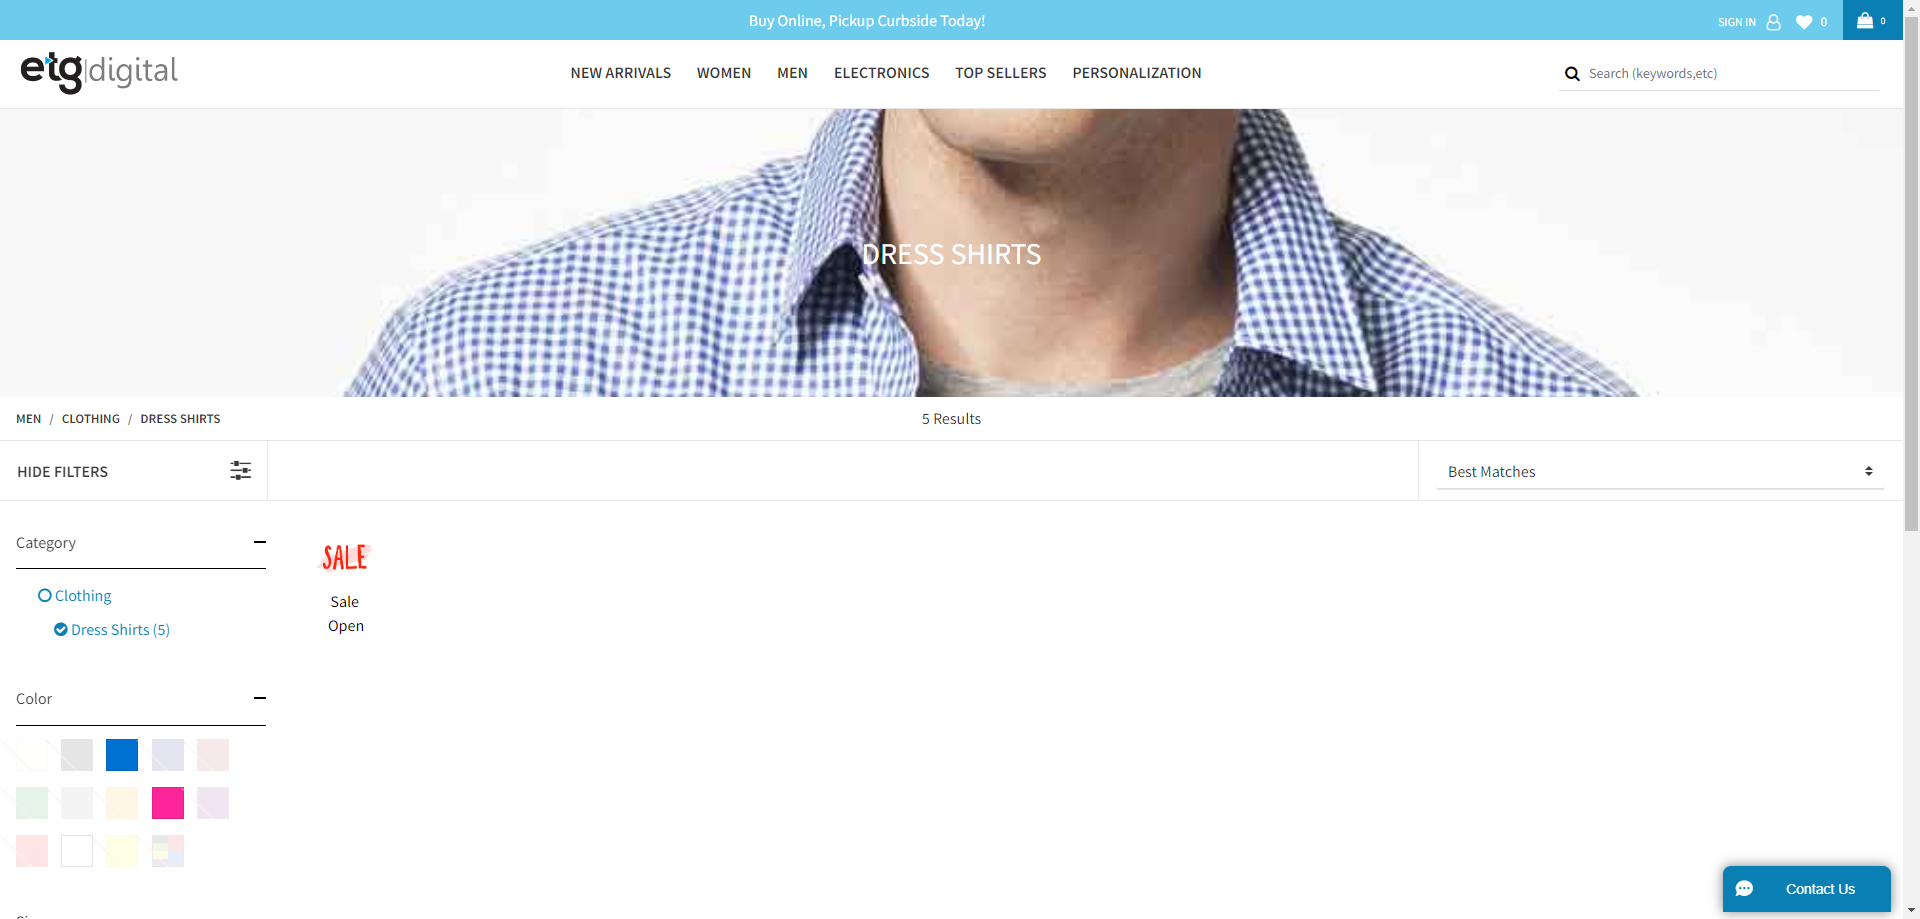 Buy Online, Pickup Curbside Today!
SIGN IN
0
0
etg|digital
NEW ARRIVALS
WOMEN
MEN
ELECTRONICS
TOP SELLERS
PERSONALIZATION
Search (keywords,etc)
DRESS SHIRTS
MEN / CLOTHING / DRESS SHIRTS
5 Results
HIDE FILTERS
Best Matches
Category
Clothing
Dress Shirts (5)
SALE
Sale
Open
Color
Contact Us